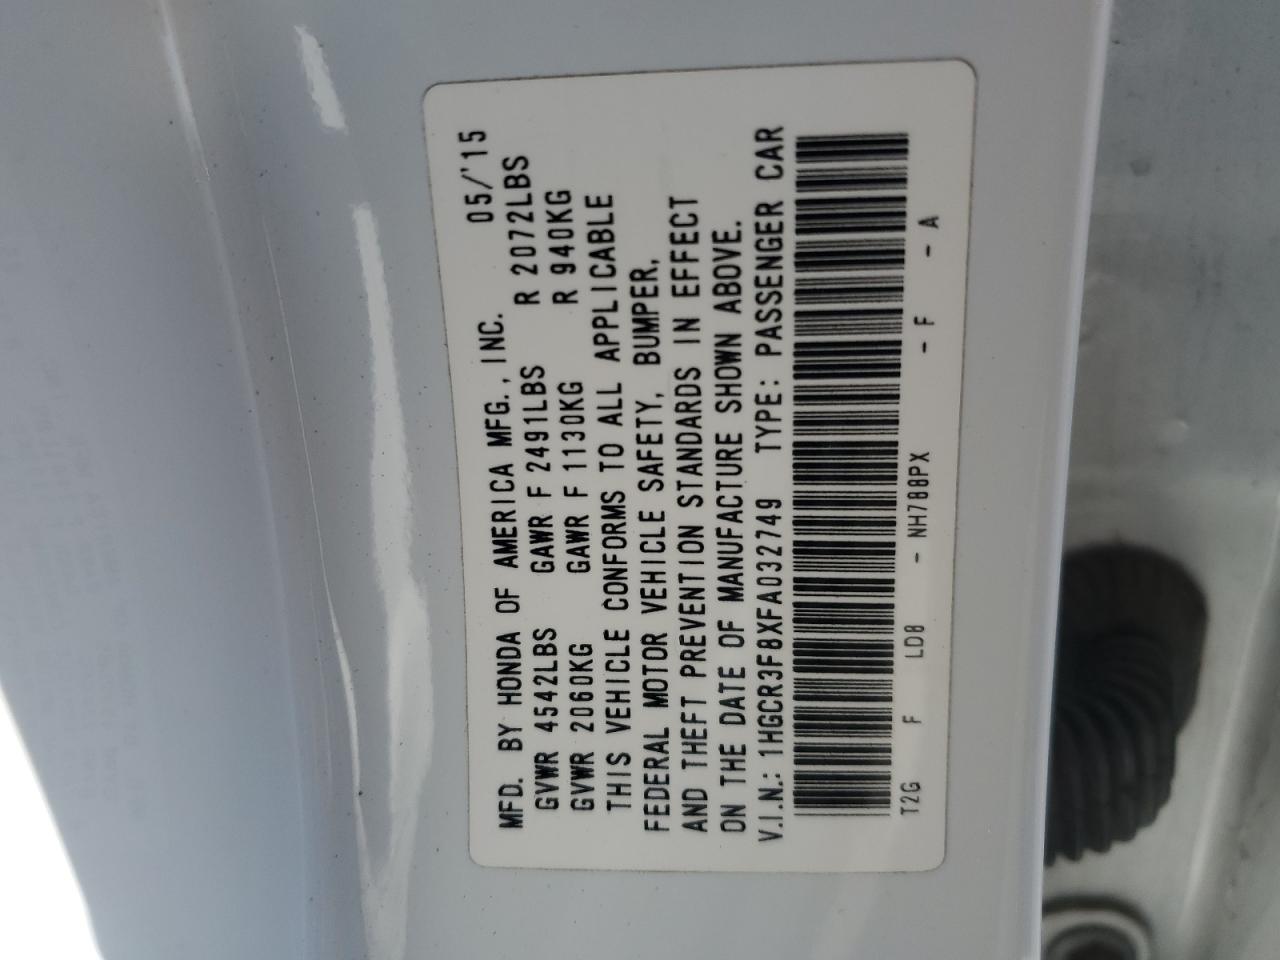 MFD. BY HONDA OF AMERICA MFG., INC. 05/'15
GVWR 4542LBS GAWR F 2491LBS R 2072LBS
GVWR 2060KG GAWR F 1130KG R 940KG
THIS VEHICLE CONFORMS TO ALL APPLICABLE
FEDERAL MOTOR VEHICLE SAFETY, BUMPER,
AND THEFT PREVENTION STANDARDS IN EFFECT
ON THE DATE OF MANUFACTURE SHOWN ABOVE.
V.I.N.: 1HGCR3F8XFA032749 TYPE: PASSENGER CAR
T2G F LD8 - NH788PX - F - A